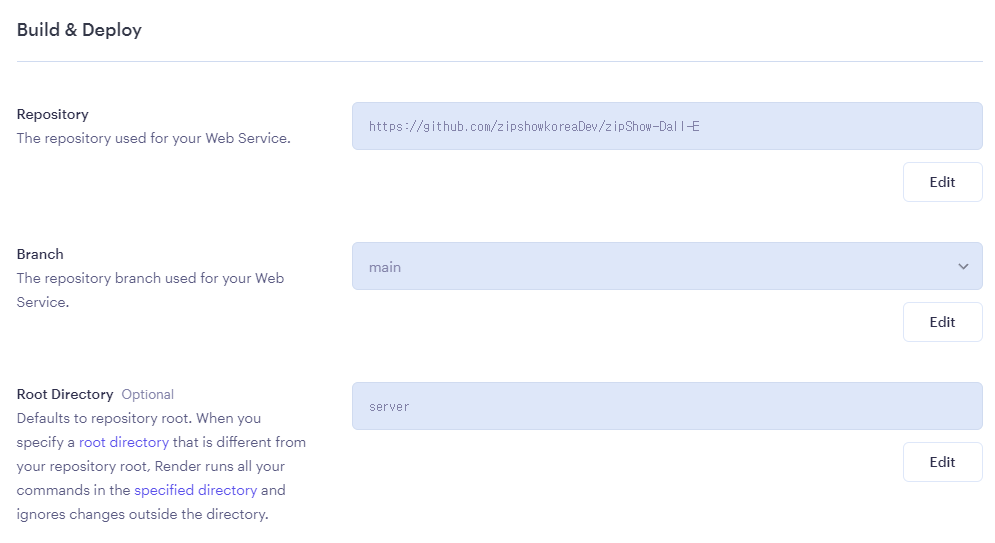 Build & Deploy
Repository
The repository used for your Web Service.
https://github.com/zipshowkoreaDev/zipShow-Dall-E
Edit
Branch
The repository branch used for your Web
Service.
main
Edit
Root Directory Optional
Defaults to repository root. When you
specify a root directory that is different from
your repository root, Render runs all your
commands in the specified directory and
ignores changes outside the directory.
server
Edit